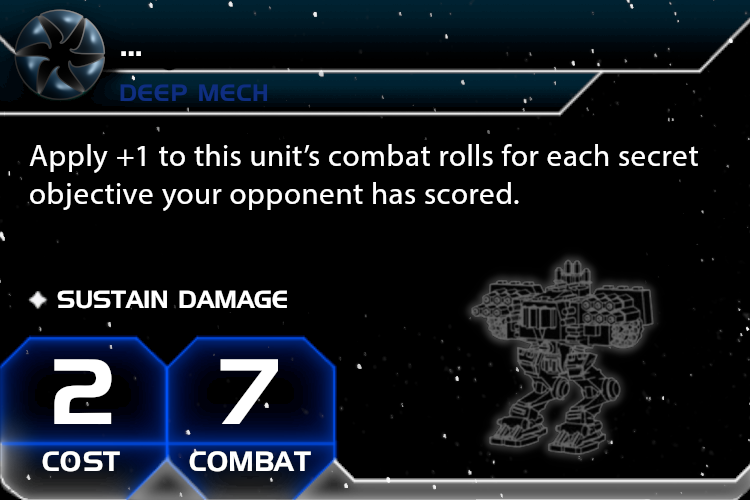 ...
DEEP MECH
Apply +1 to this unit’s combat rolls for each secret
objective your opponent has scored.
SUSTAIN DAMAGE
2 7
COST COMBAT